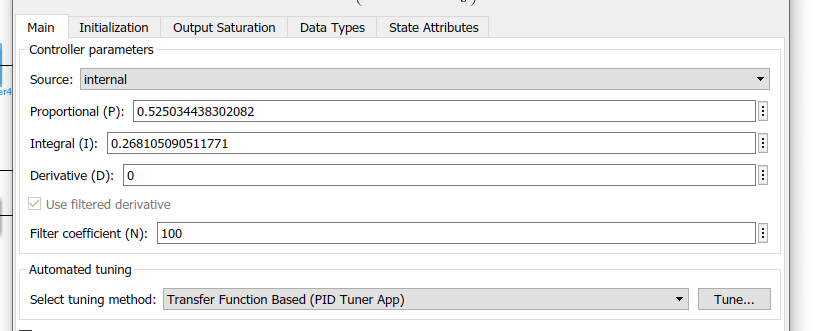 Main Initialization Output Saturation Data Types State Attributes
Controller parameters
Source: internal
er4
Proportional (P): 0.525034438302082
Integral (I): 0.268105090511771
Derivative (D): 0
Use filtered derivative
Filter coefficient (N): 100
Automated tuning
Select tuning method: Transfer Function Based (PID Tuner App) Tune...